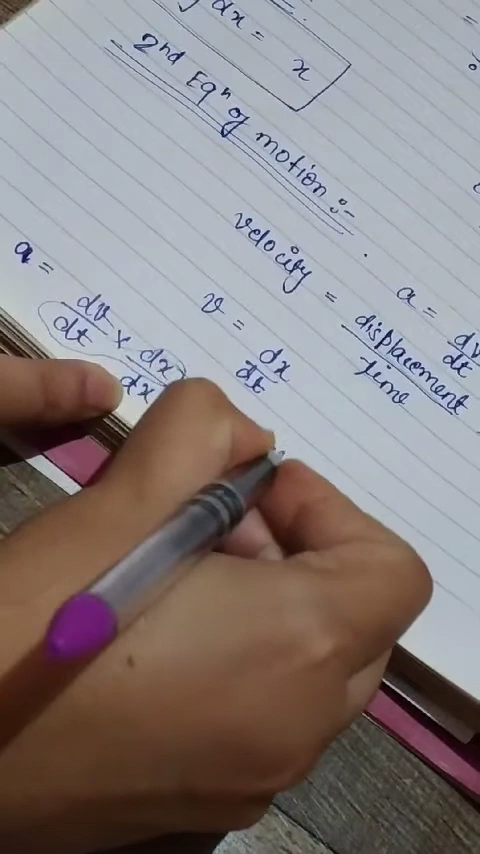 dx = x
2nd Eqn of motion :-
velocity = displacement / time
a = dv/dt
v = dx/dt
a = dv/dt × dx/dx